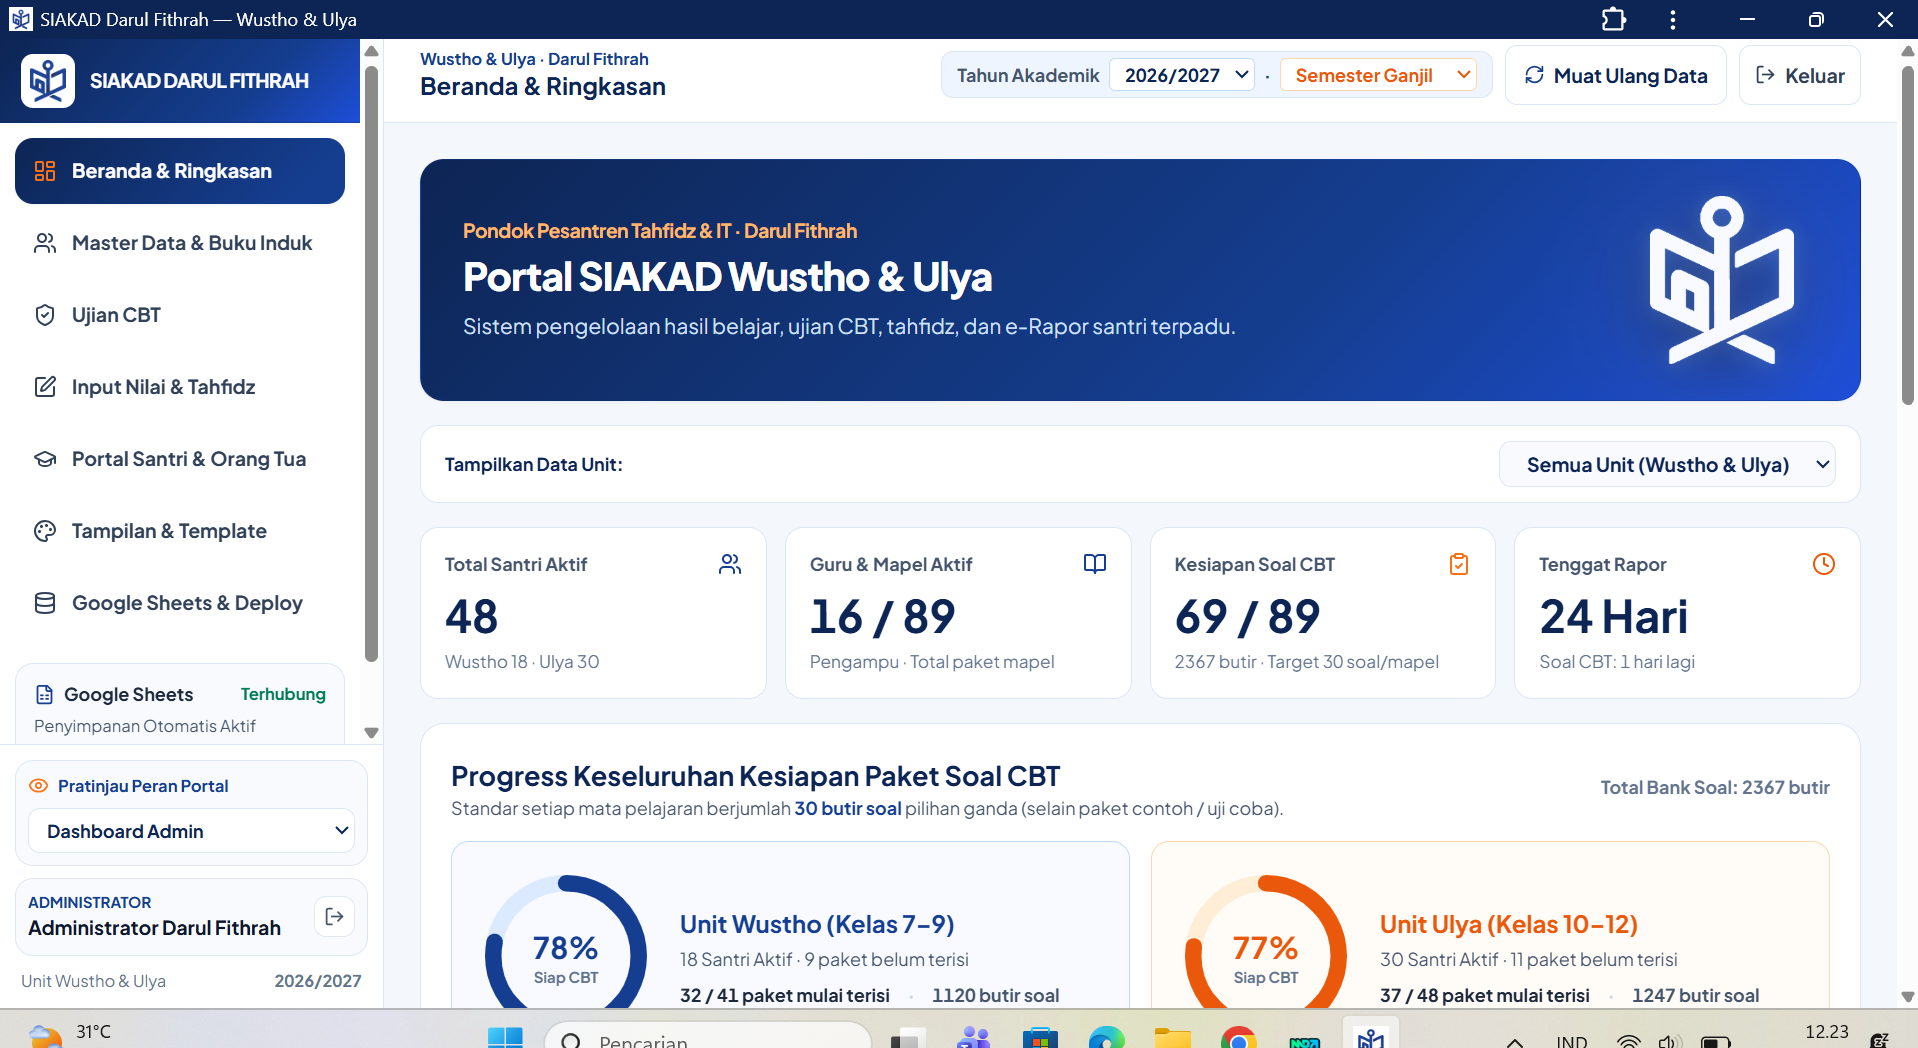 SIAKAD Darul Fithrah — Wustho & Ulya
SIAKAD DARUL FITHRAH
Beranda & Ringkasan
Master Data & Buku Induk
Ujian CBT
Input Nilai & Tahfidz
Portal Santri & Orang Tua
Tampilan & Template
Google Sheets & Deploy
Google Sheets Terhubung
Penyimpanan Otomatis Aktif
Pratinjau Peran Portal
Dashboard Admin
ADMINISTRATOR
Administrator Darul Fithrah
Unit Wustho & Ulya 2026/2027
Wustho & Ulya · Darul Fithrah
Beranda & Ringkasan
Tahun Akademik 2026/2027 · Semester Ganjil
Muat Ulang Data
Keluar
Pondok Pesantren Tahfidz & IT · Darul Fithrah
Portal SIAKAD Wustho & Ulya
Sistem pengelolaan hasil belajar, ujian CBT, tahfidz, dan e-Rapor santri terpadu.
Tampilkan Data Unit:
Semua Unit (Wustho & Ulya)
Total Santri Aktif
48
Wustho 18 · Ulya 30
Guru & Mapel Aktif
16 / 89
Pengampu · Total paket mapel
Kesiapan Soal CBT
69 / 89
2367 butir · Target 30 soal/mapel
Tenggat Rapor
24 Hari
Soal CBT: 1 hari lagi
Progress Keseluruhan Kesiapan Paket Soal CBT
Standar setiap mata pelajaran berjumlah 30 butir soal pilihan ganda (selain paket contoh / uji coba).
Total Bank Soal: 2367 butir
78%
Siap CBT
Unit Wustho (Kelas 7–9)
18 Santri Aktif · 9 paket belum terisi
32 / 41 paket mulai terisi · 1120 butir soal
77%
Siap CBT
Unit Ulya (Kelas 10–12)
30 Santri Aktif · 11 paket belum terisi
37 / 48 paket mulai terisi · 1247 butir soal
31°C
Pencarian
IND
12.23